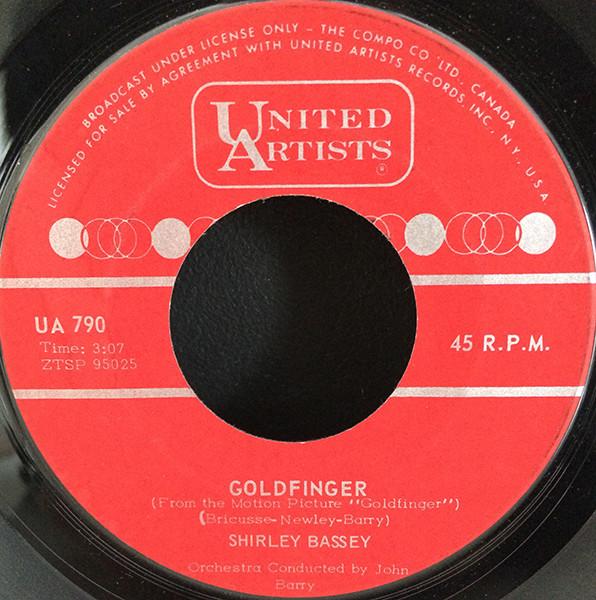 BROADCAST UNDER LICENSE ONLY - THE COMPO CO. LTD., CANADA
LICENSED FOR SALE BY AGREEMENT WITH UNITED ARTISTS RECORDS, INC., N.Y., U.S.A
UNITED
ARTISTS
®
UA 790
Time: 3:07
ZTSP 95025
45 R.P.M.
GOLDFINGER
(From the Motion Picture "Goldfinger")
(Bricusse-Newley-Barry)
SHIRLEY BASSEY
Orchestra Conducted by John
Barry